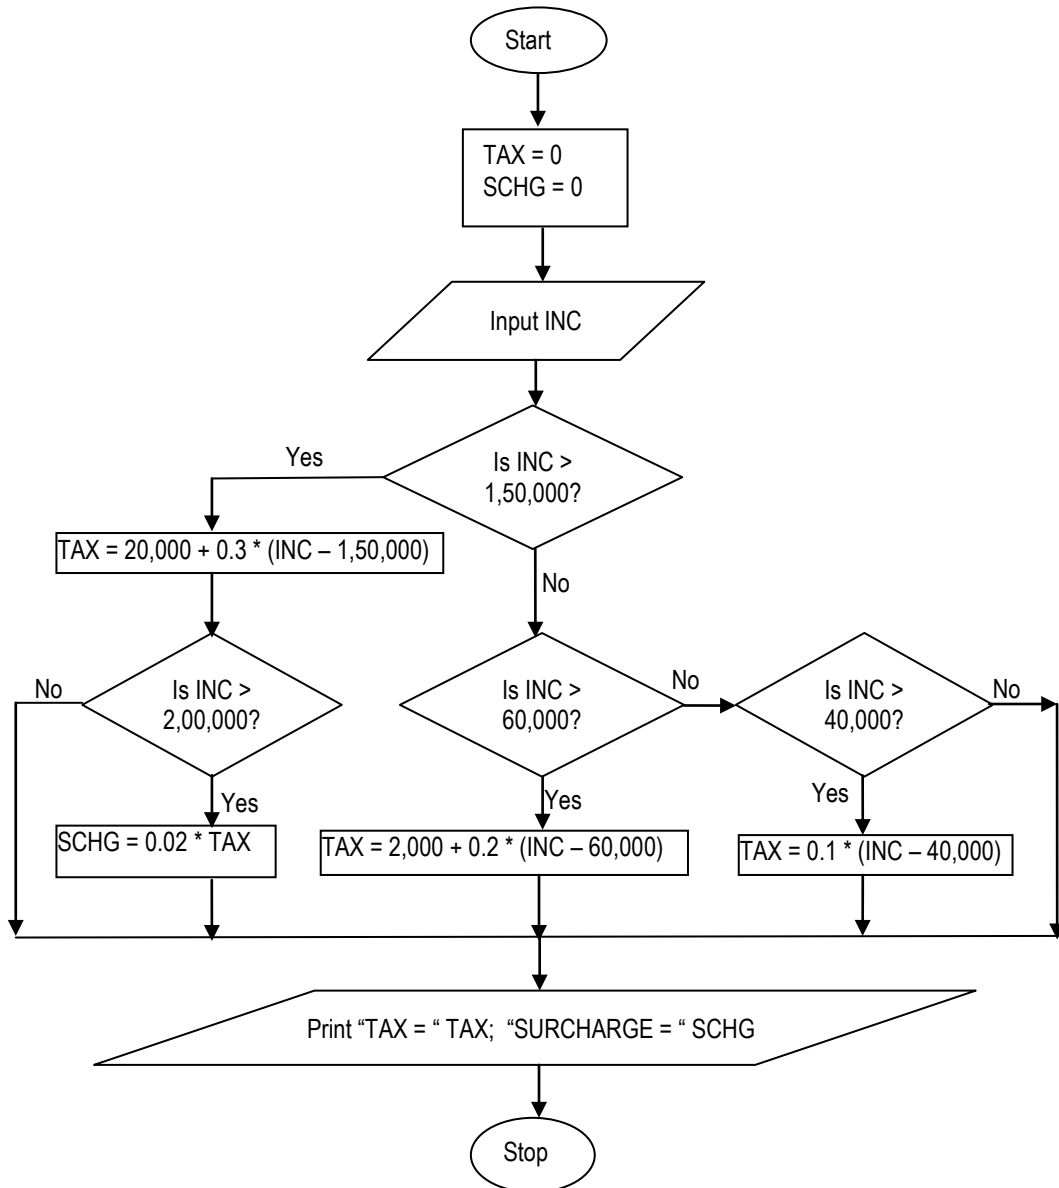 Start
TAX = 0
SCHG = 0
Input INC
Is INC >
1,50,000?
Yes
No
TAX = 20,000 + 0.3 * (INC – 1,50,000)
Is INC >
2,00,000?
No
Yes
SCHG = 0.02 * TAX
Is INC >
60,000?
No
Yes
TAX = 2,000 + 0.2 * (INC – 60,000)
Is INC >
40,000?
No
Yes
TAX = 0.1 * (INC – 40,000)
Print “TAX = “ TAX;  “SURCHARGE = “ SCHG
Stop